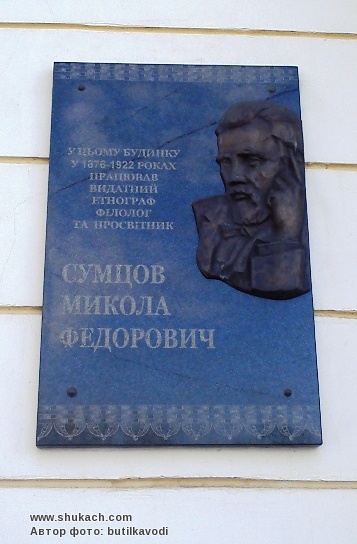 У ЦЬОМУ БУДИНКУ
У 1876-1922 РОКАХ
ПРАЦЮВАВ
ВИДАТНИЙ
ЕТНОГРАФ
ФІЛОЛОГ
ТА ПРОСВІТНИК
СУМЦОВ
МИКОЛА
ФЕДОРОВИЧ
www.shukach.com
Автор фото: butilkavodi